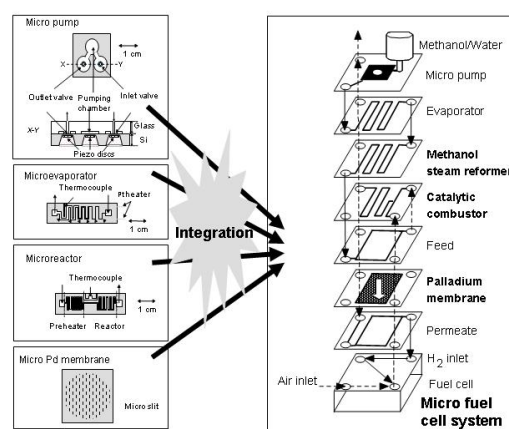 Micro pump
X
Y
1 cm
Outlet valve
Pumping
chamber
Inlet valve
X-Y
Glass
Si
Piezo discs
Microevaporator
Thermocouple
Ptheater
1 cm
Microreactor
Thermocouple
1 cm
Preheater
Reactor
Micro Pd membrane
Micro slit
Integration
Methanol/Water
Micro pump
Evaporator
Methanol
steam reformer
Catalytic
combustor
Feed
Palladium
membrane
Permeate
H2 inlet
Air inlet
Fuel cell
Micro fuel
cell system